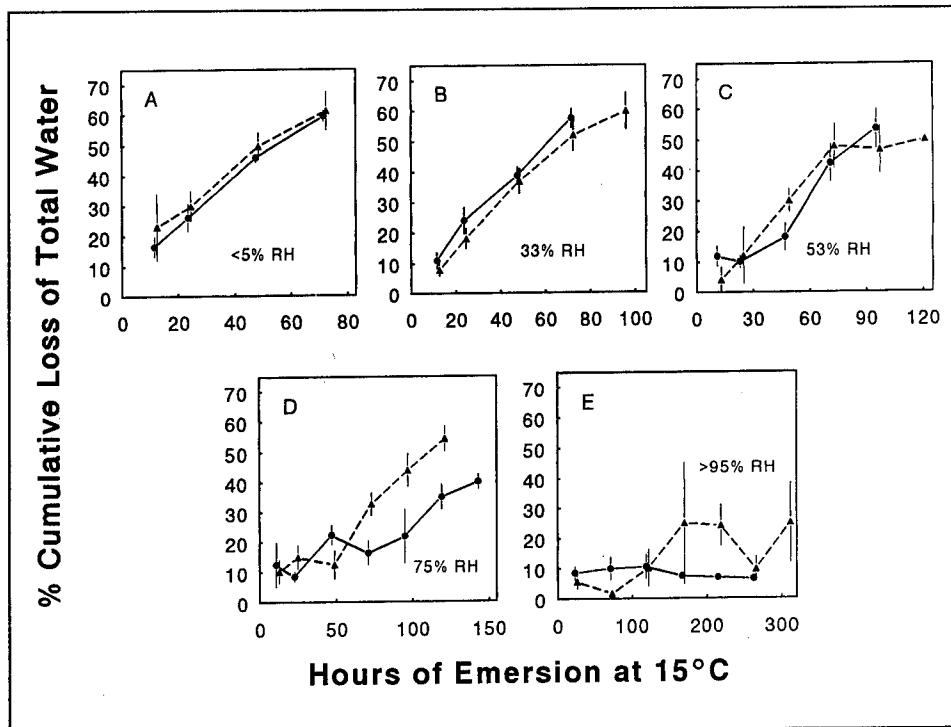 % Cumulative Loss of Total Water
A
70
60
50
40
30
20
10
0
<5% RH
0 20 40 60 80
B
70
60
50
40
30
20
10
0
33% RH
0 20 40 60 80 100
C
70
60
50
40
30
20
10
0
53% RH
0 30 60 90 120
D
70
60
50
40
30
20
10
0
75% RH
0 50 100 150
E
70
60
50
40
30
20
10
0
>95% RH
0 100 200 300
Hours of Emersion at 15°C